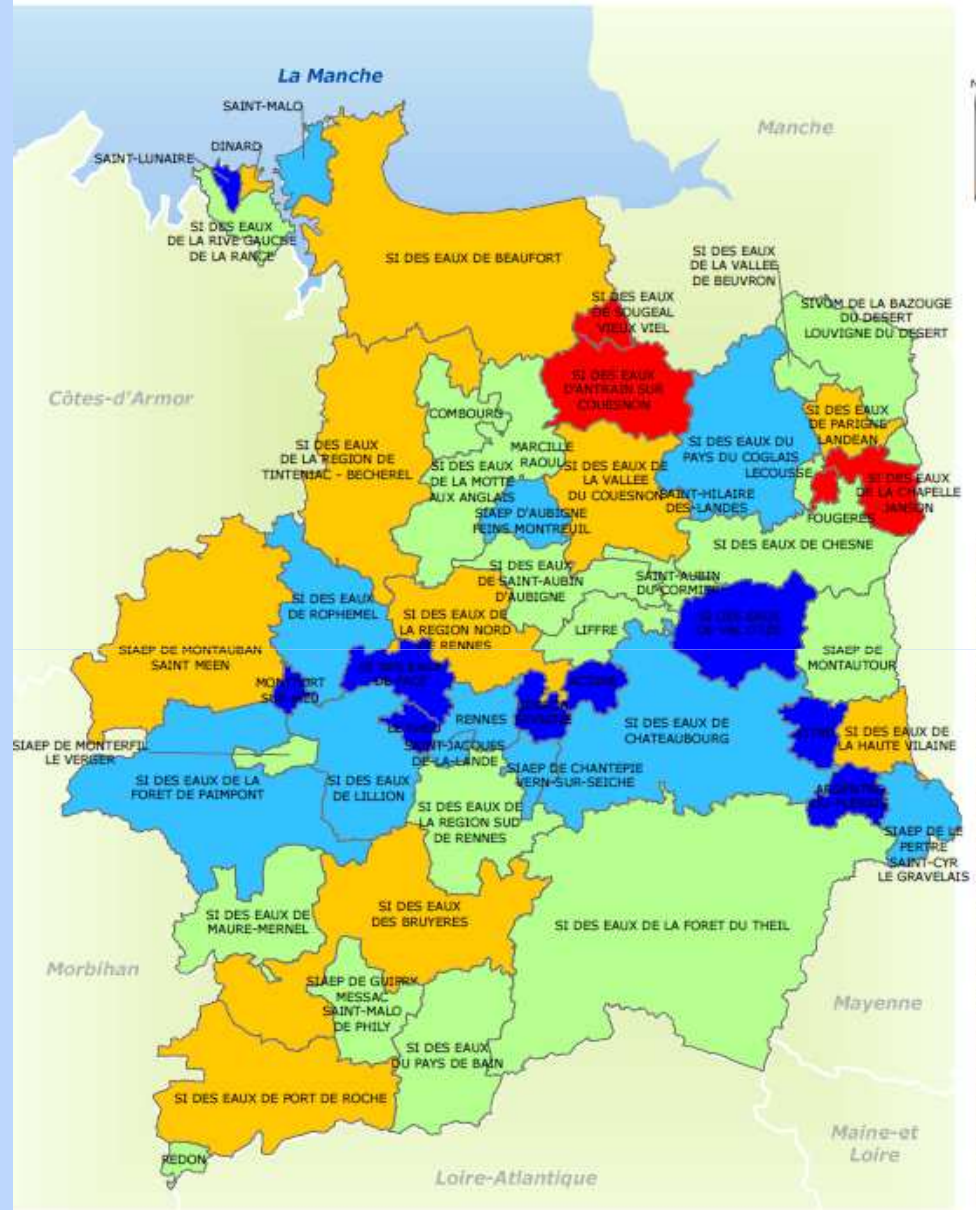 La Manche
SAINT-MALO
Manche
DINARD
SAINT-LUNAIRE
SI DES EAUX
DE LA RIVE GAUCHE
DE LA RANCE
SI DES EAUX DE BEAUFORT
SI DES EAUX
DE LA VALLEE
DE BEUVRON
SI DES EAUX
DE SOUGEAL
VIEUX VIEL
SIVOM DE LA BAZOUGE
DU DESERT
LOUVIGNE DU DESERT
Côtes-d'Armor
SI DES EAUX
D'ANTRAIN SUR
COUESNON
COMBOURG
SI DES EAUX
DE PARIGNE
LANDEAN
SI DES EAUX
DE LA REGION DE
TINTENIAC - BECHEREL
MARCILLE
RAOUL
SI DES EAUX DU
PAYS DU COGLAIS
LECOUSSE
SI DES EAUX
DE LA MOTTE
AUX ANGLAIS
SI DES EAUX DE
LA VALLEE
DU COUESNON
SI DES EAUX
DE LA CHAPELLE
JANSON
SAINT-HILAIRE
DES-LANDES
SIAEP D'AUBIGNE
FEINS MONTREUIL
FOUGERES
SI DES EAUX DE CHESNE
SI DES EAUX
DE SAINT-AUBIN
D'AUBIGNE
SAINT-AUBIN
DU-CORMIER
SI DES EAUX
DE ROPHEMEL
SI DES EAUX DE
LA REGION NORD
DE RENNES
LIFFRE
SIAEP DE MONTAUBAN
SAINT MEEN
SIAEP DE
MONTAUTOUR
MONTFORT
RENNES
SI DES EAUX DE
CHATEAUBOURG
SI DES EAUX DE
LA HAUTE VILAINE
SAINT-JACQUES
DE-LA-LANDE
SIAEP DE MONTERFIL
LE VERGER
SIAEP DE CHANTEPIE
VERN-SUR-SEICHE
SI DES EAUX DE LA
FORET DE PAIMPONT
SI DES EAUX
DE LILLION
SI DES EAUX DE
LA REGION SUD
DE RENNES
SIAEP DE LE
PERTRE
SAINT-CYR
LE GRAVELAIS
SI DES EAUX DE
MAURE-MERNEL
SI DES EAUX
DES BRUYERES
SI DES EAUX DE LA FORET DU THEIL
Morbihan
SIAEP DE GUIPRY
MESSAC
SAINT-MALO
DE PHILY
Mayenne
SI DES EAUX
DU PAYS DE BAIN
SI DES EAUX DE PORT DE ROCHE
Maine-et
Loire
REDON
Loire-Atlantique